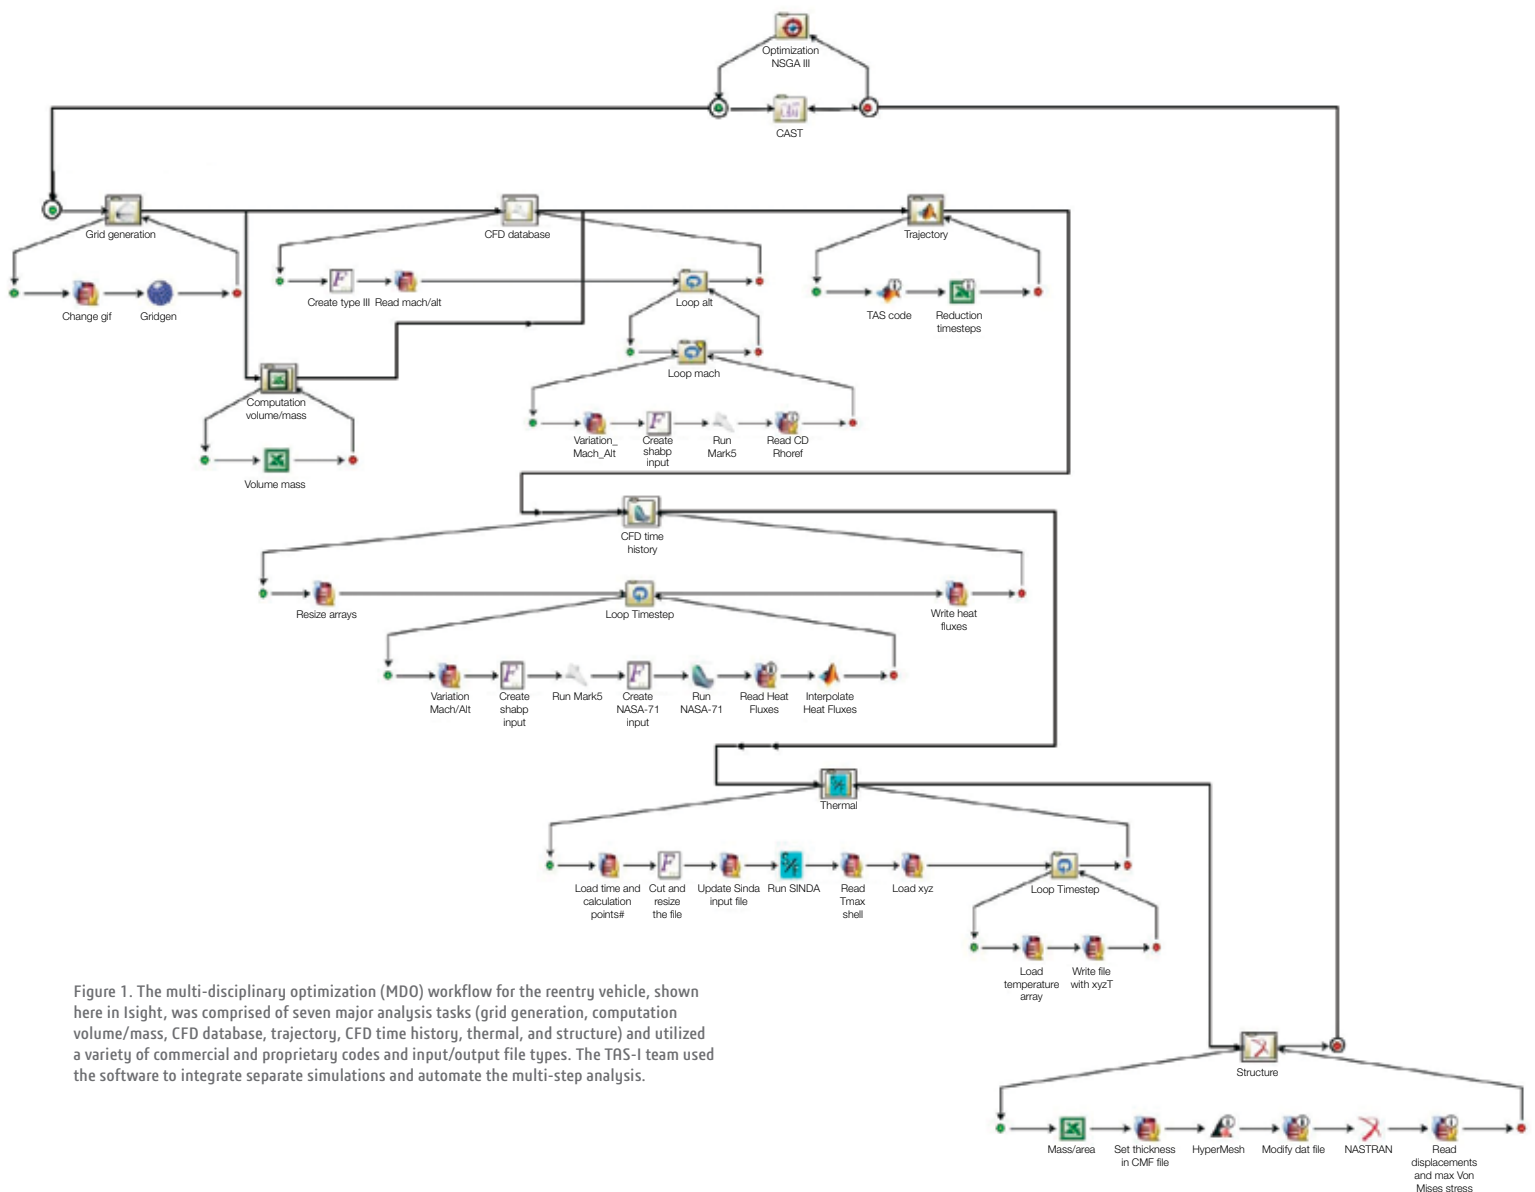 Optimization
NSGA III
CAST
Grid generation
CFD database
Trajectory
Change gif
Gridgen
Create type III
Read mach/alt
Loop alt
TAS code
Reduction
timesteps
Loop mach
Computation
volume/mass
Variation_
Mach_Alt
Create
shabp
input
Run
Mark5
Read CD
Rhoref
Volume mass
CFD time
history
Resize arrays
Loop Timestep
Write heat
fluxes
Variation
Mach/Alt
Create
shabp
input
Run Mark5
Create
NASA-71
input
Run
NASA-71
Read Heat
Fluxes
Interpolate
Heat Fluxes
Thermal
Load time and
calculation
points#
Cut and
resize
the file
Update Sinda
input file
Run SINDA
Read
Tmax
shell
Load xyz
Loop Timestep
Load
temperature
array
Write file
with xyzT
Figure 1. The multi-disciplinary optimization (MDO) workflow for the reentry vehicle, shown
here in Isight, was comprised of seven major analysis tasks (grid generation, computation
volume/mass, CFD database, trajectory, CFD time history, thermal, and structure) and utilized
a variety of commercial and proprietary codes and input/output file types. The TAS-I team used
the software to integrate separate simulations and automate the multi-step analysis.
Structure
Mass/area
Set thickness
in CMF file
HyperMesh
Modify dat file
NASTRAN
Read
displacements
and max Von
Mises stress